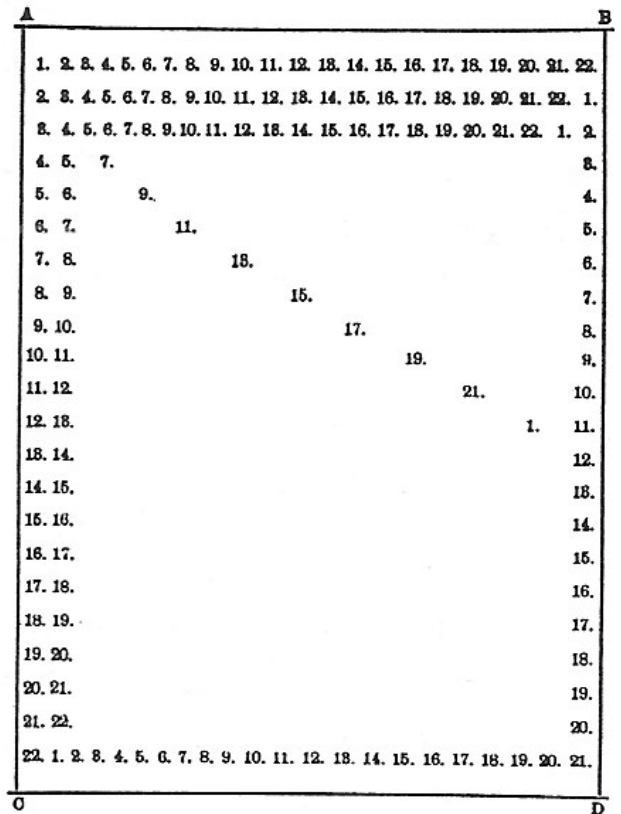 A B
1. 2. 3. 4. 5. 6. 7. 8. 9. 10. 11. 12. 13. 14. 15. 16. 17. 18. 19. 20. 21. 22.
2. 3. 4. 5. 6. 7. 8. 9. 10. 11. 12. 13. 14. 15. 16. 17. 18. 19. 20. 21. 22. 1.
3. 4. 5. 6. 7. 8. 9. 10. 11. 12. 13. 14. 15. 16. 17. 18. 19. 20. 21. 22. 1. 2.
4. 5. 7. 3.
5. 6. 9. 4.
6. 7. 11. 5.
7. 8. 13. 6.
8. 9. 15. 7.
9. 10. 17. 8.
10. 11. 19. 9.
11. 12. 21. 10.
12. 13. 1. 11.
13. 14. 12.
14. 15. 13.
15. 16. 14.
16. 17. 15.
17. 18. 16.
18. 19. 17.
19. 20. 18.
20. 21. 19.
21. 22. 20.
22. 1. 2. 3. 4. 5. 6. 7. 8. 9. 10. 11. 12. 13. 14. 15. 16. 17. 18. 19. 20. 21.
C D